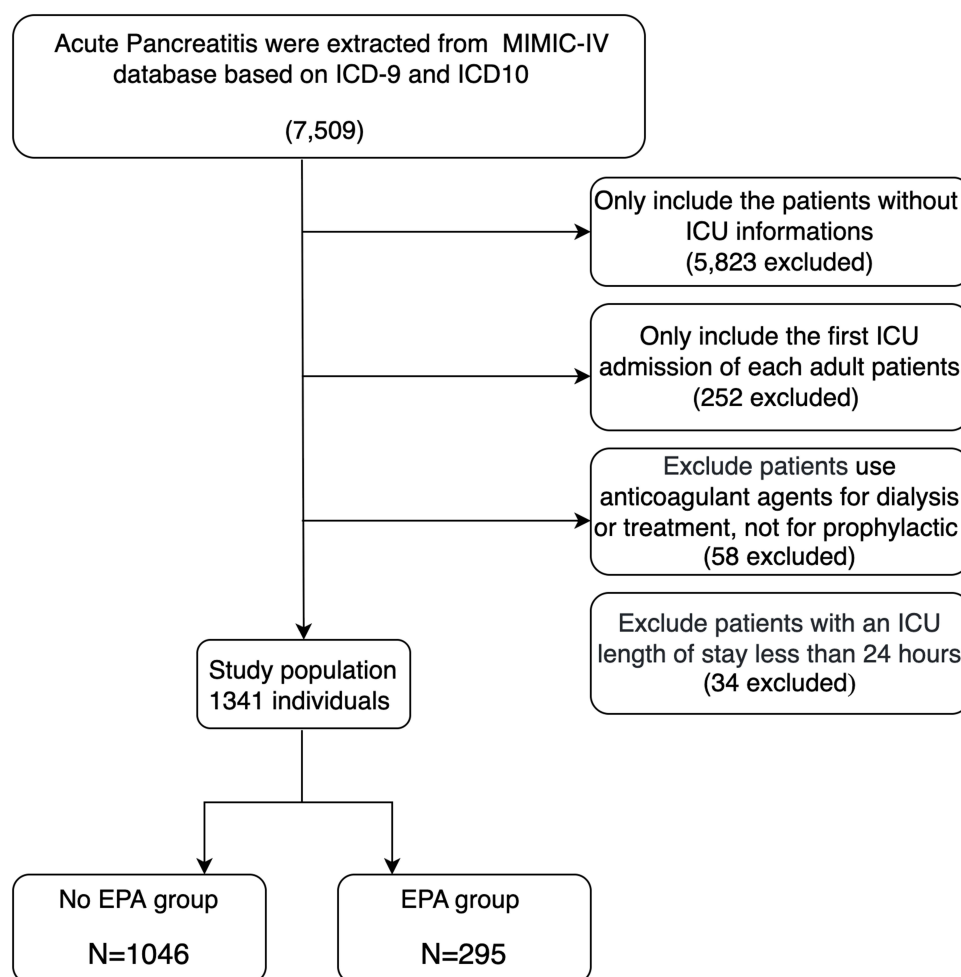 Acute Pancreatitis were extracted from MIMIC-IV
database based on ICD-9 and ICD10
(7,509)
Only include the patients without
ICU informations
(5,823 excluded)
Only include the first ICU
admission of each adult patients
(252 excluded)
Exclude patients use
anticoagulant agents for dialysis
or treatment, not for prophylactic
(58 excluded)
Exclude patients with an ICU
length of stay less than 24 hours
(34 excluded)
Study population
1341 individuals
No EPA group
N=1046
EPA group
N=295